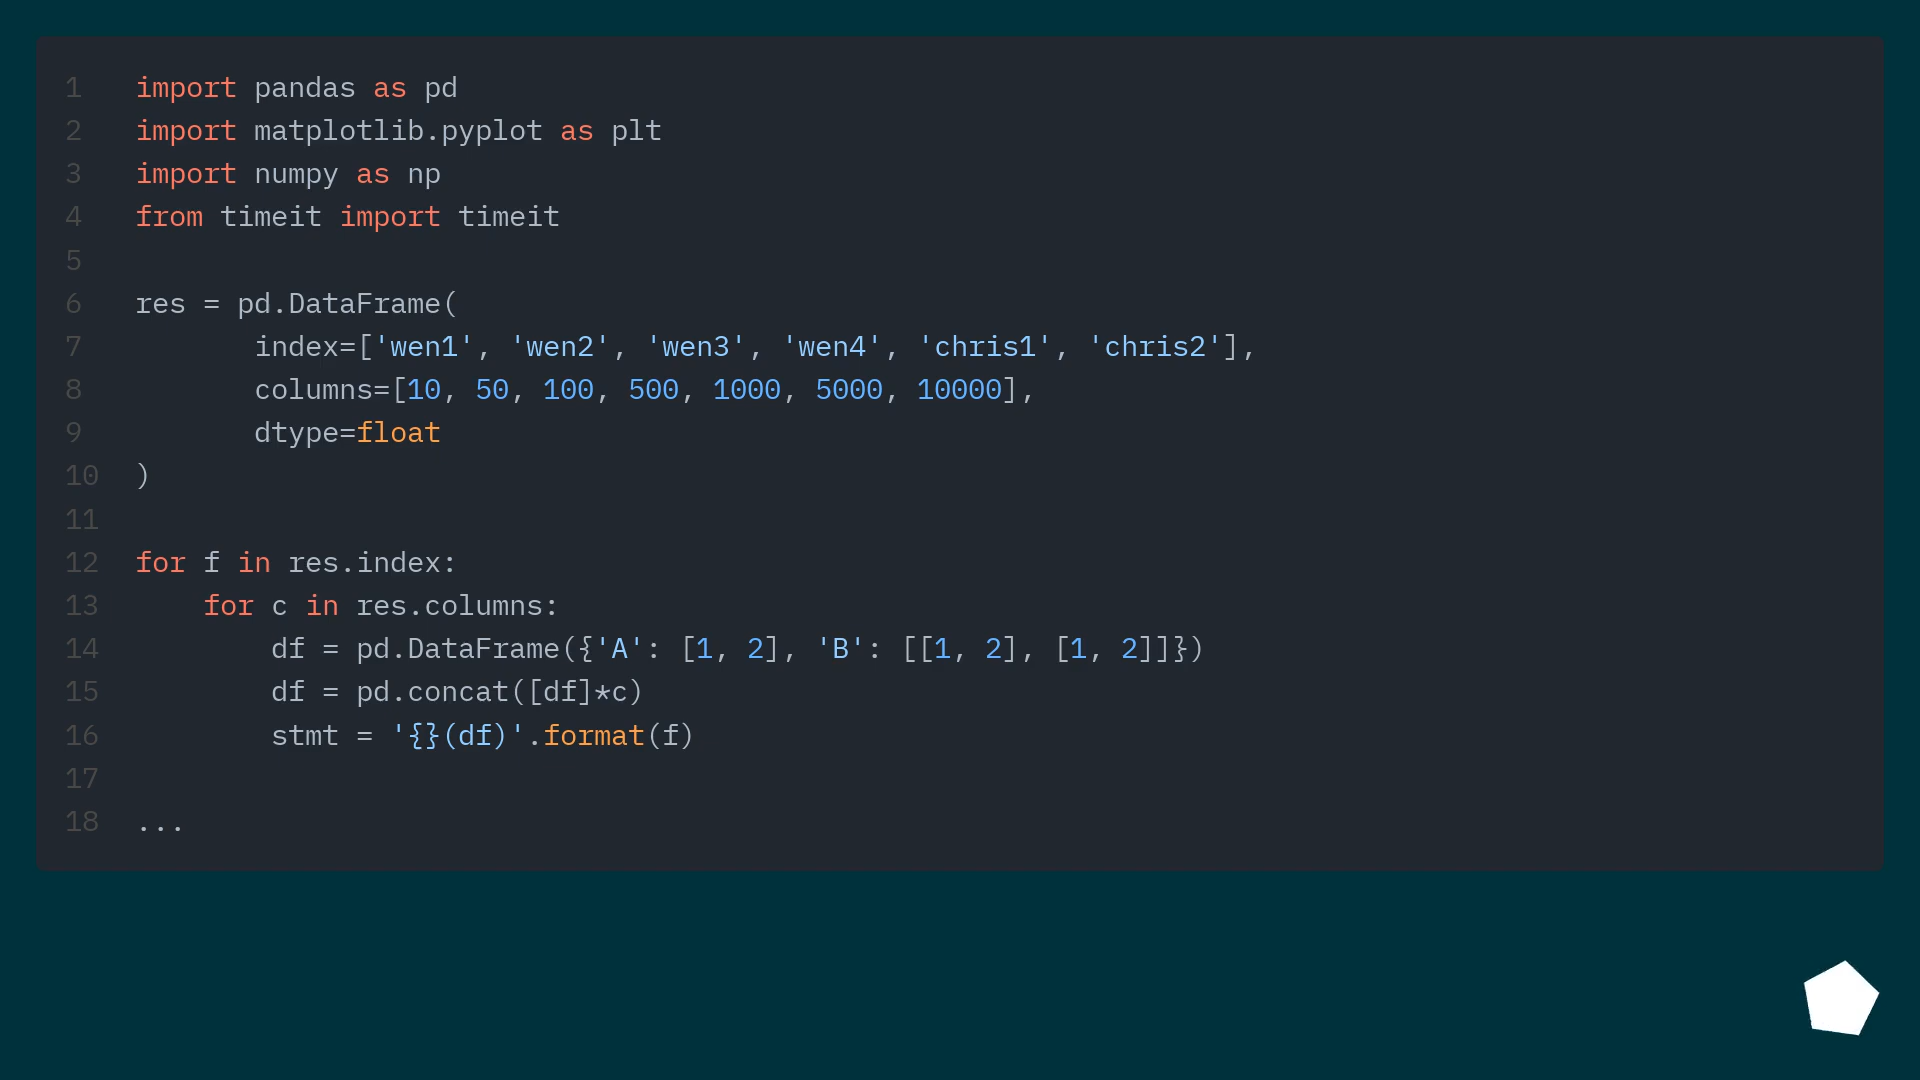 1 import pandas as pd
2 import matplotlib.pyplot as plt
3 import numpy as np
4 from timeit import timeit
5
6 res = pd.DataFrame(
7        index=['wen1', 'wen2', 'wen3', 'wen4', 'chris1', 'chris2'],
8        columns=[10, 50, 100, 500, 1000, 5000, 10000],
9        dtype=float
10 )
11
12 for f in res.index:
13     for c in res.columns:
14         df = pd.DataFrame({'A': [1, 2], 'B': [[1, 2], [1, 2]]})
15         df = pd.concat([df]*c)
16         stmt = '{}(df)'.format(f)
17
18 ...